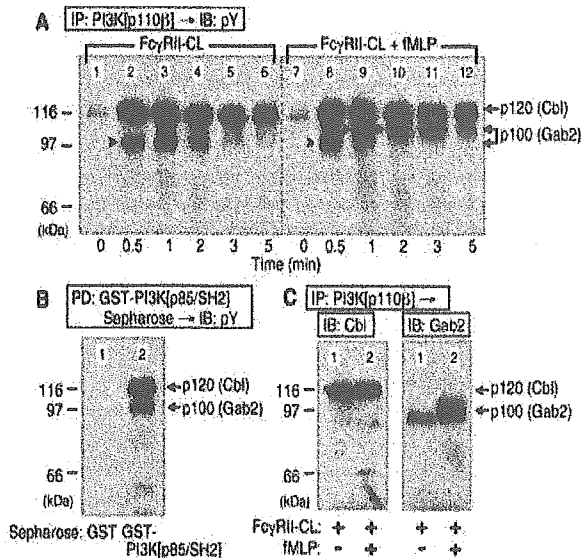 A IP: PI3K[p110β] → IB: pY
FcγRII-CL FcγRII-CL + fMLP
1 2 3 4 5 6 7 8 9 10 11 12
116 p120 (Cbl)
97 p100 (Gab2)
66
(kDa)
0 0.5 1 2 3 5 0 0.5 1 2 3 5
Time (min)
B PD: GST-PI3K[p85/SH2]
Sepharose → IB: pY
1 2
116 p120 (Cbl)
97 p100 (Gab2)
66
(kDa)
Sepharose: GST GST-
PI3K[p85/SH2]
C IP: PI3K[p110β] →
IB: Cbl IB: Gab2
1 2 1 2
116 p120 (Cbl)
97 p100 (Gab2)
66
(kDa)
FcγRII-CL: + + + +
fMLP: - + - +